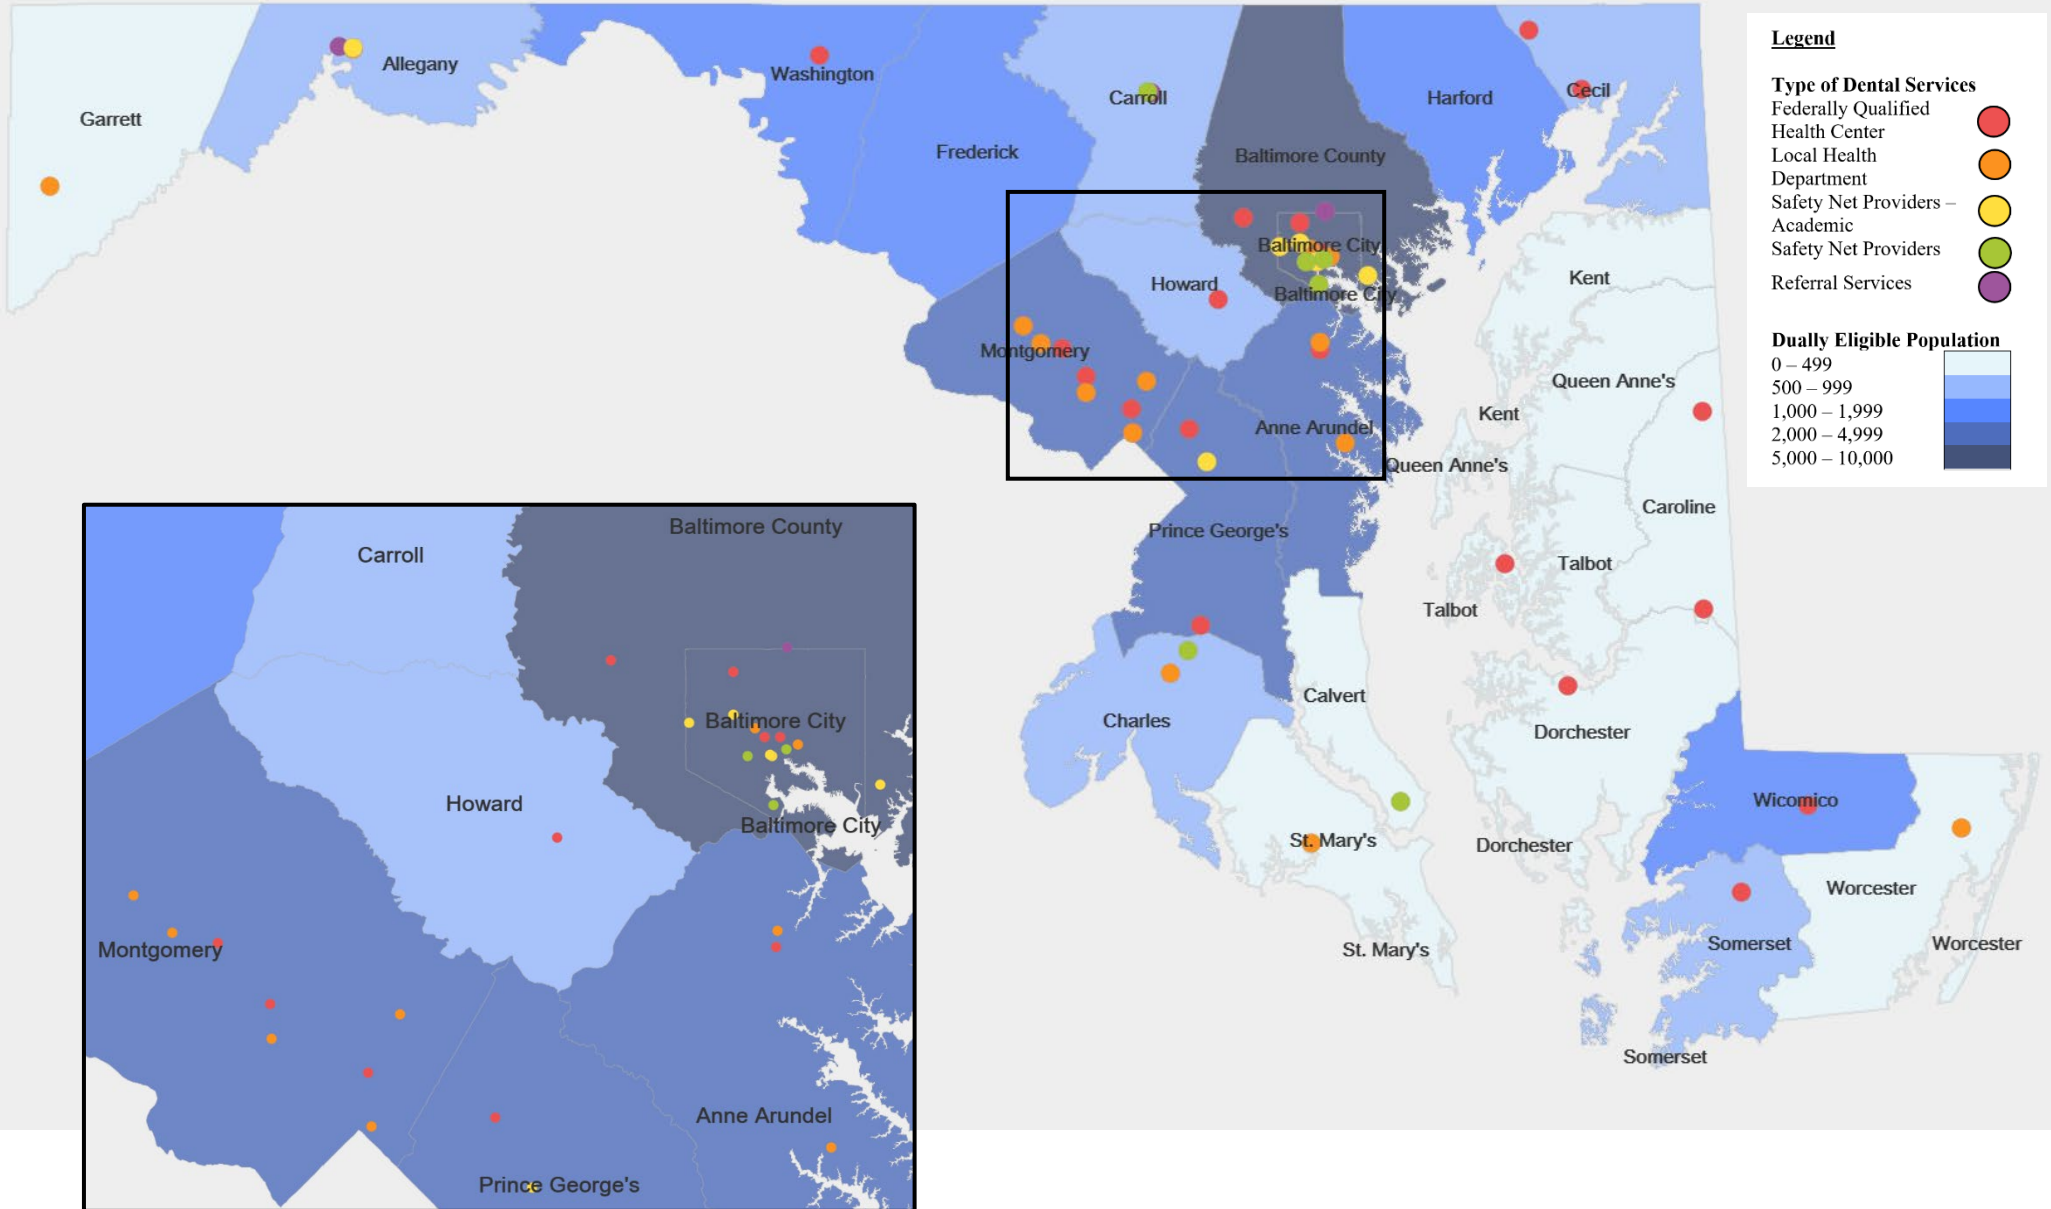 Legend
Type of Dental Services
Federally Qualified
Health Center
Local Health
Department
Safety Net Providers –
Academic
Safety Net Providers
Referral Services
Dually Eligible Population
0 – 499
500 – 999
1,000 – 1,999
2,000 – 4,999
5,000 – 10,000
Garrett
Allegany
Washington
Frederick
Carroll
Baltimore County
Harford
Cecil
Baltimore City
Baltimore City
Howard
Montgomery
Anne Arundel
Prince George's
Kent
Kent
Queen Anne's
Queen Anne's
Caroline
Talbot
Talbot
Charles
Calvert
St. Mary's
St. Mary's
Dorchester
Dorchester
Wicomico
Worcester
Worcester
Somerset
Somerset
Baltimore County
Carroll
Baltimore City
Howard
Baltimore City
Montgomery
Anne Arundel
Prince George's